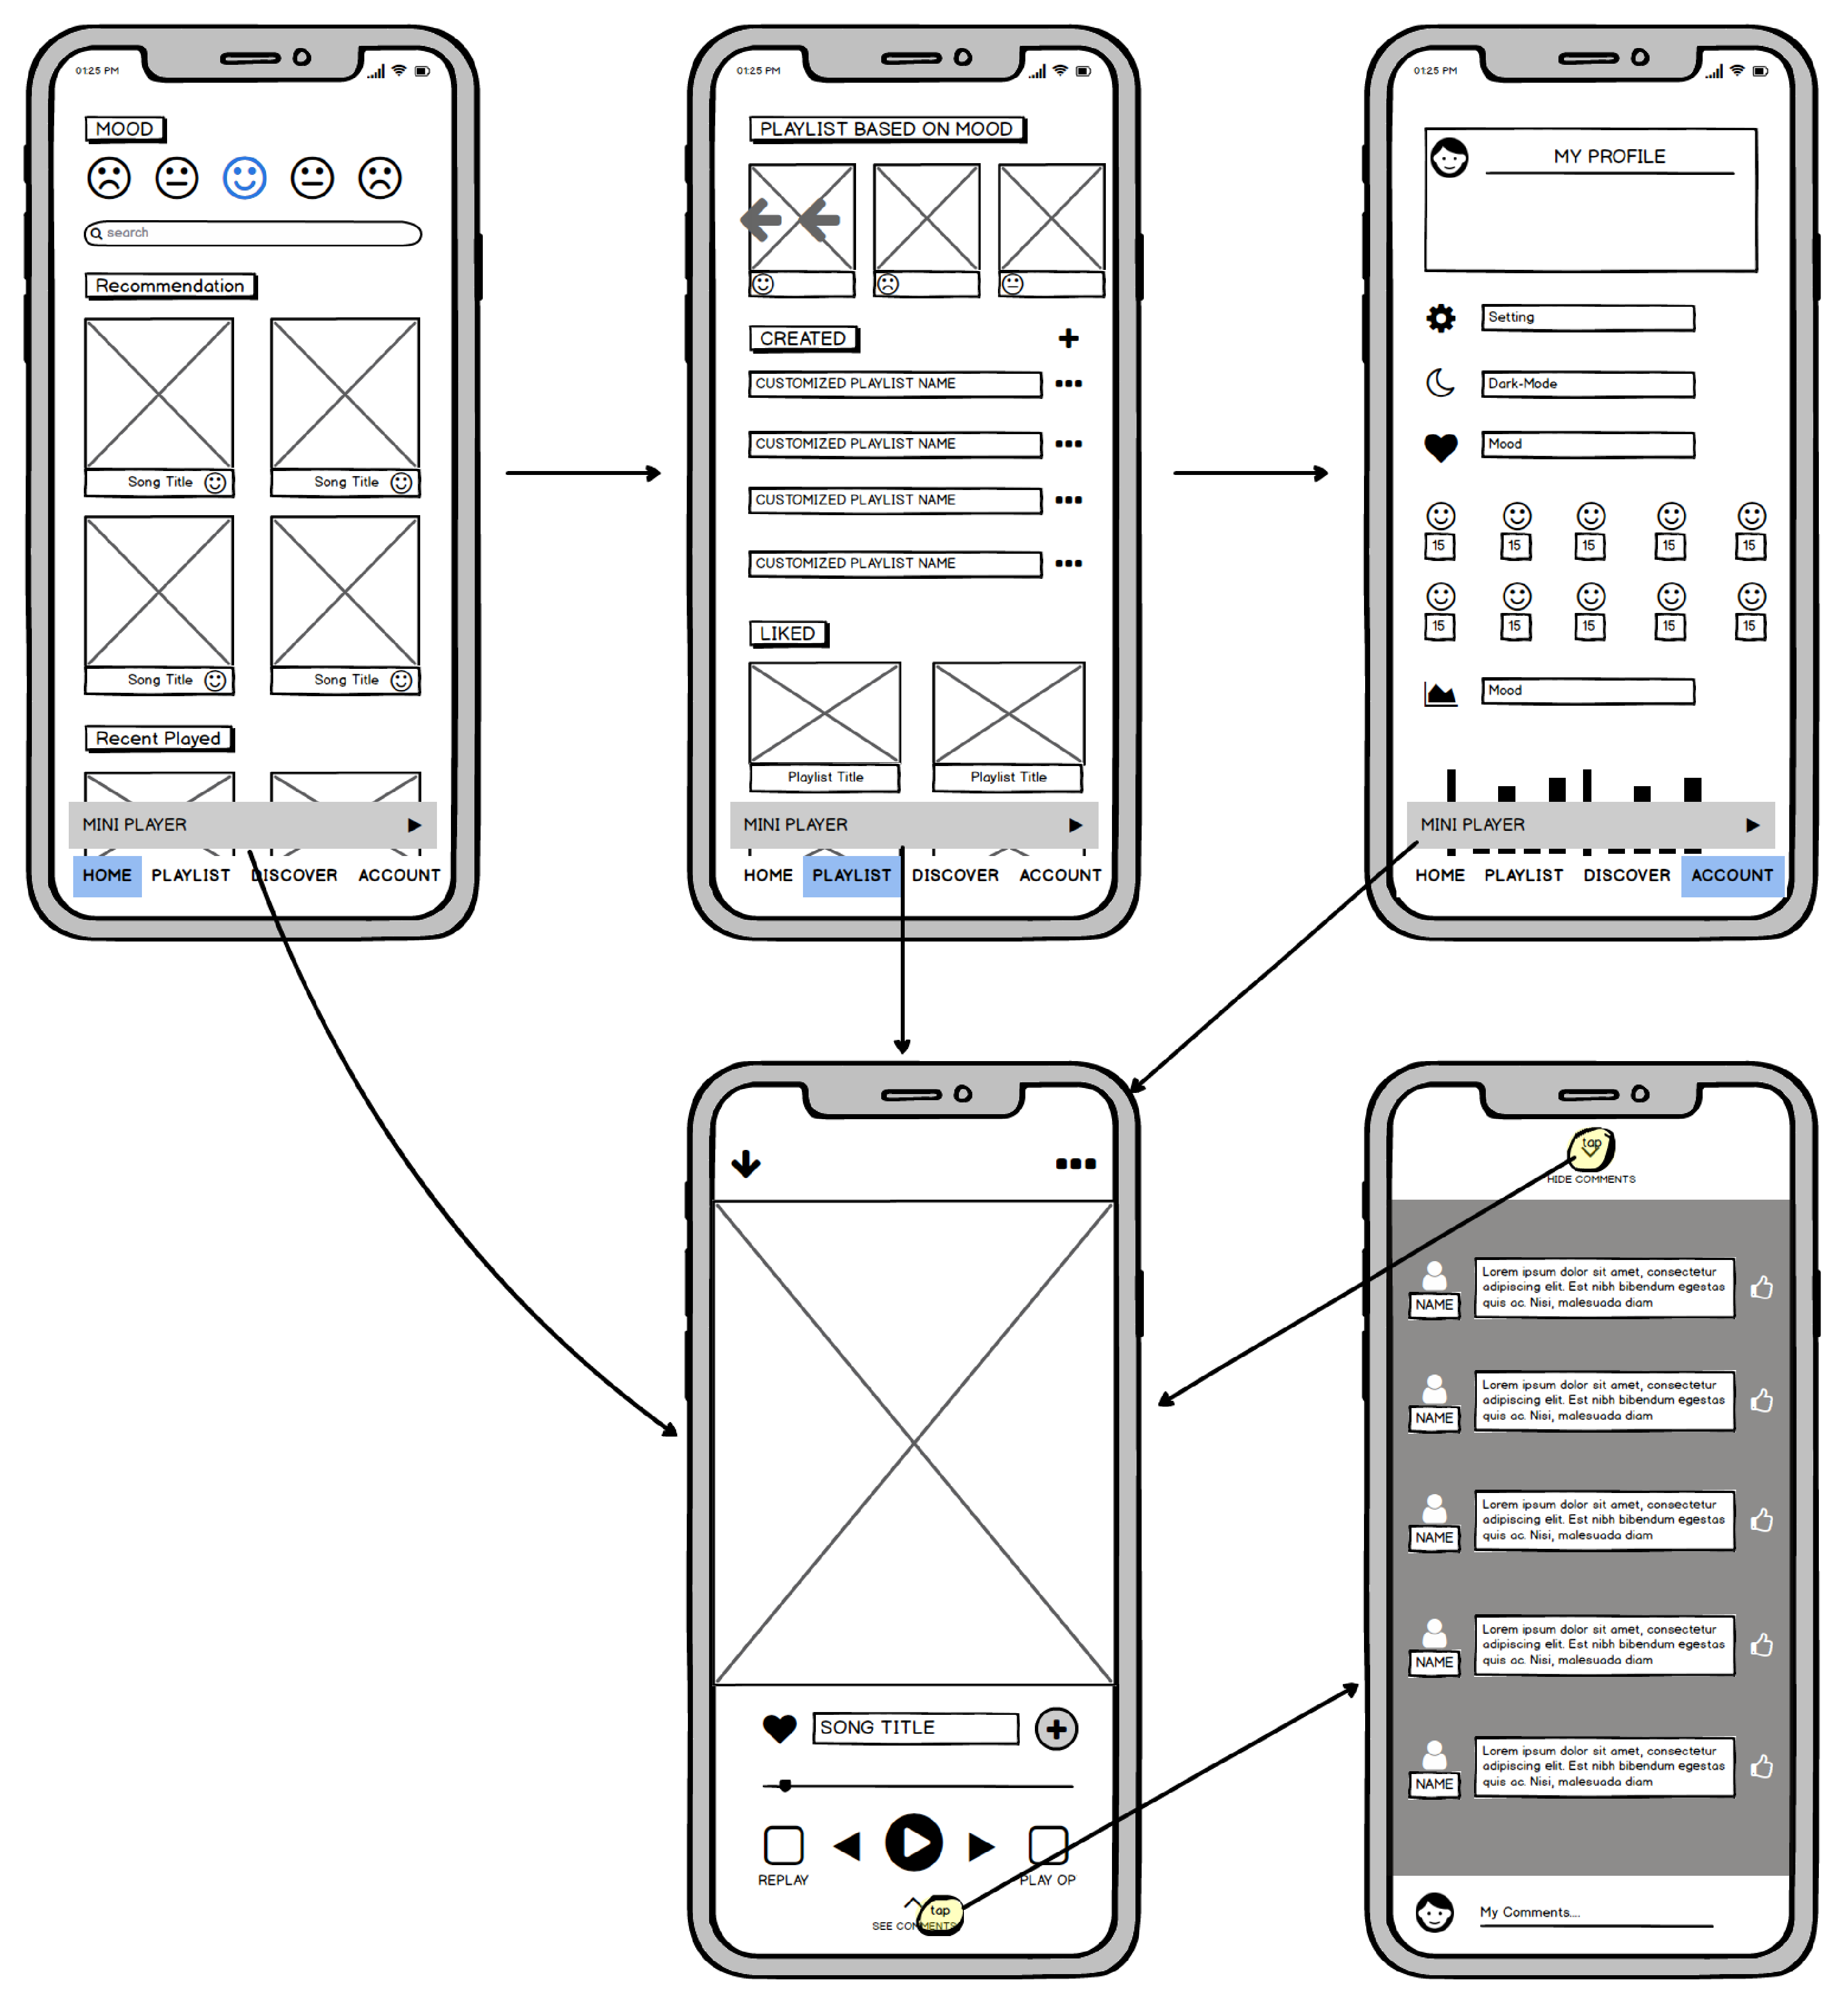 01:25 PM
MOOD
search
Recommendation
Song Title
Song Title
Song Title
Song Title
Recent Played
MINI PLAYER
HOME PLAYLIST DISCOVER ACCOUNT
01:25 PM
PLAYLIST BASED ON MOOD
CREATED
CUSTOMIZED PLAYLIST NAME
CUSTOMIZED PLAYLIST NAME
CUSTOMIZED PLAYLIST NAME
CUSTOMIZED PLAYLIST NAME
LIKED
Playlist Title
Playlist Title
MINI PLAYER
HOME PLAYLIST DISCOVER ACCOUNT
01:25 PM
MY PROFILE
Setting
Dark-Mode
Mood
15 15 15 15 15
15 15 15 15 15
Mood
MINI PLAYER
HOME PLAYLIST DISCOVER ACCOUNT
SONG TITLE
REPLAY
PLAY OP
tap
SEE COMMENTS
tap
HIDE COMMENTS
Lorem ipsum dolor sit amet, consectetur
adipiscing elit. Est nibh bibendum egestas
quis ac. Nisi, malesuada diam
NAME
Lorem ipsum dolor sit amet, consectetur
adipiscing elit. Est nibh bibendum egestas
quis ac. Nisi, malesuada diam
NAME
Lorem ipsum dolor sit amet, consectetur
adipiscing elit. Est nibh bibendum egestas
quis ac. Nisi, malesuada diam
NAME
Lorem ipsum dolor sit amet, consectetur
adipiscing elit. Est nibh bibendum egestas
quis ac. Nisi, malesuada diam
NAME
Lorem ipsum dolor sit amet, consectetur
adipiscing elit. Est nibh bibendum egestas
quis ac. Nisi, malesuada diam
NAME
My Comments....